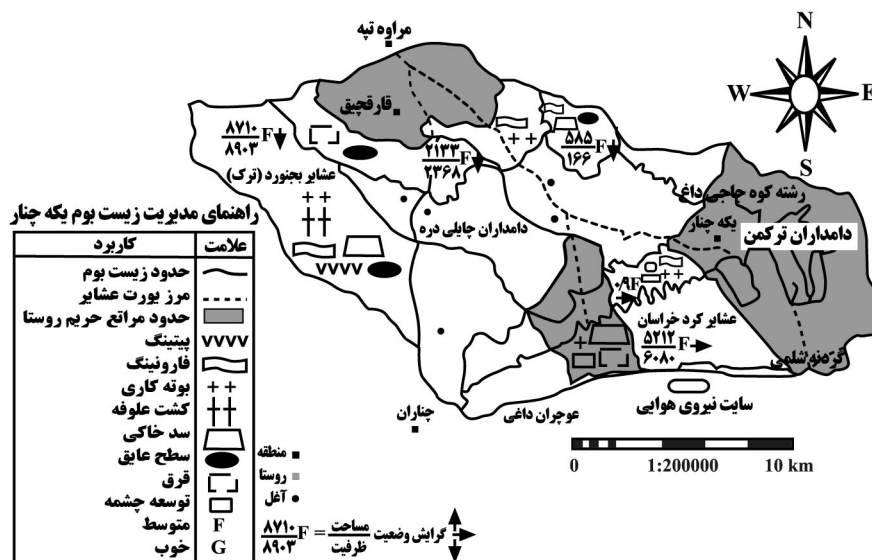 مراوه تپه
N
W
E
S
قارقچیق
۸۷۱۰
۸۹۰۳
F
۲۱۳۳
۲۳۶۸
F
۵۸۵
۱۶۶
F
عشایر بجنورد (ترک)
رشته کوه حاجی داغ
یکه چنار
دامداران ترکمن
دامداران چایلی دره
۰/۹F
عشایر کرد خراسان
۵۲۱۲
۶۰۸۰
F
گردنه شلمی
سایت نیروی هوایی
عوچران داغی
چناران
0 1:200000 10 km
راهنمای مدیریت زیست بوم یکه چنار
علامت کاربرد
حدود زیست بوم
مرز یورت عشایر
حدود مراتع حریم روستا
پیتینگ
فارونینگ
بوته کاری
کشت علوفه
سد خاکی
سطح عایق
قرق
توسعه چشمه
F متوسط
G خوب
منطقه
روستا
آغل
گرایش وضعیت
مساحت
ظرفیت
=
۸۷۱۰
۸۹۰۳
F